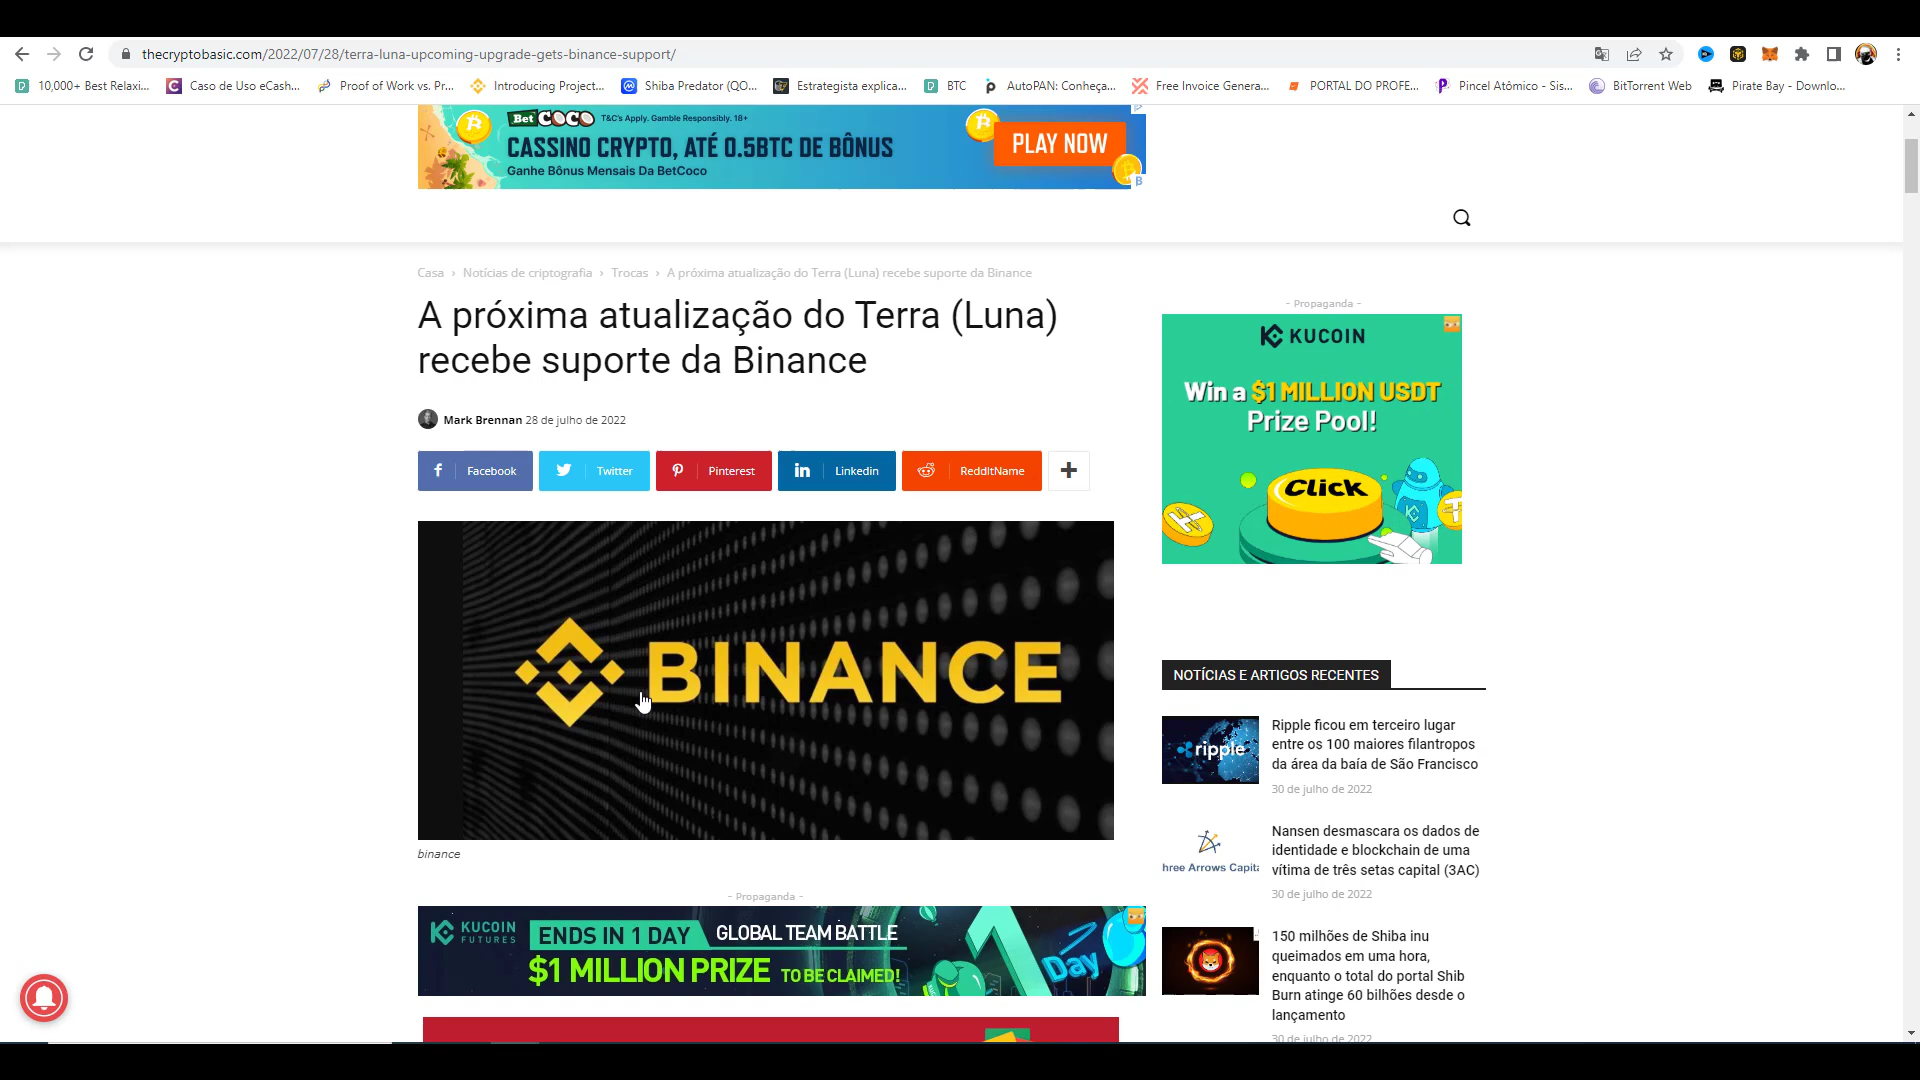 thecryptobasic.com/2022/07/28/terra-luna-upcoming-upgrade-gets-binance-support/
10,000+ Best Relaxi...
Caso de Uso eCash...
Proof of Work vs. Pr...
Introducing Project...
Shiba Predator (QO...
Estrategista explica...
BTC
AutoPAN: Conheça...
Free Invoice Genera...
PORTAL DO PROFE...
Pincel Atômico - Sis...
BitTorrent Web
Pirate Bay - Downlo...
Bet COCO T&C's Apply. Gamble Responsibly. 18+
CASSINO CRYPTO, ATÉ 0.5BTC DE BÔNUS
Ganhe Bônus Mensais Da BetCoco
PLAY NOW
Casa › Notícias de criptografia › Trocas › A próxima atualização do Terra (Luna) recebe suporte da Binance
A próxima atualização do Terra (Luna)
recebe suporte da Binance
Mark Brennan 28 de julho de 2022
Facebook
Twitter
Pinterest
Linkedin
ReddItName
BINANCE
binance
- Propaganda -
KUCOIN
FUTURES
ENDS IN 1 DAY GLOBAL TEAM BATTLE
$1 MILLION PRIZE TO BE CLAIMED!
1
Day
- Propaganda -
KUCOIN
Win a $1 MILLION USDT
Prize Pool!
Click
NOTÍCIAS E ARTIGOS RECENTES
ripple
Ripple ficou em terceiro lugar
entre os 100 maiores filantropos
da área da baía de São Francisco
30 de julho de 2022
hree Arrows Capita
Nansen desmascara os dados de
identidade e blockchain de uma
vítima de três setas capital (3AC)
30 de julho de 2022
150 milhões de Shiba inu
queimados em uma hora,
enquanto o total do portal Shib
Burn atinge 60 bilhões desde o
lançamento
30 de julho de 2022